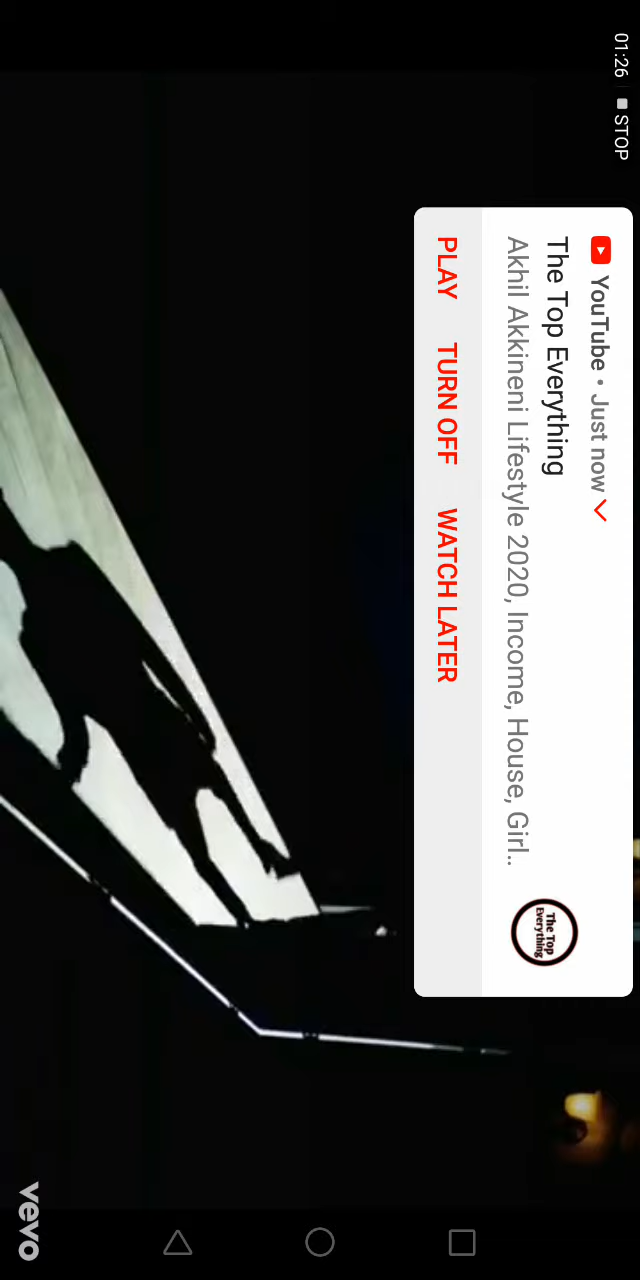 01:26 STOP
YouTube • Just now
The Top Everything
Akhil Akkineni Lifestyle 2020, Income, House, Girl..
The Top
Everything
PLAY TURN OFF WATCH LATER
vevo